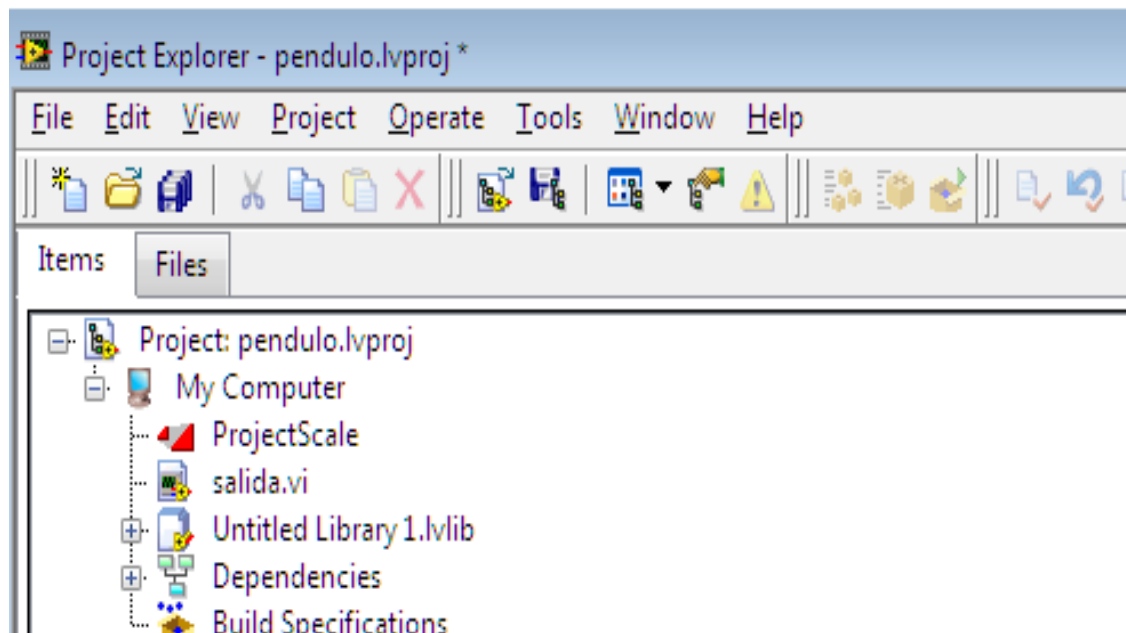 Project Explorer - pendulo.lvproj *
File Edit View Project Operate Tools Window Help
Items Files
Project: pendulo.lvproj
My Computer
ProjectScale
salida.vi
Untitled Library 1.lvlib
Dependencies
Build Specifications